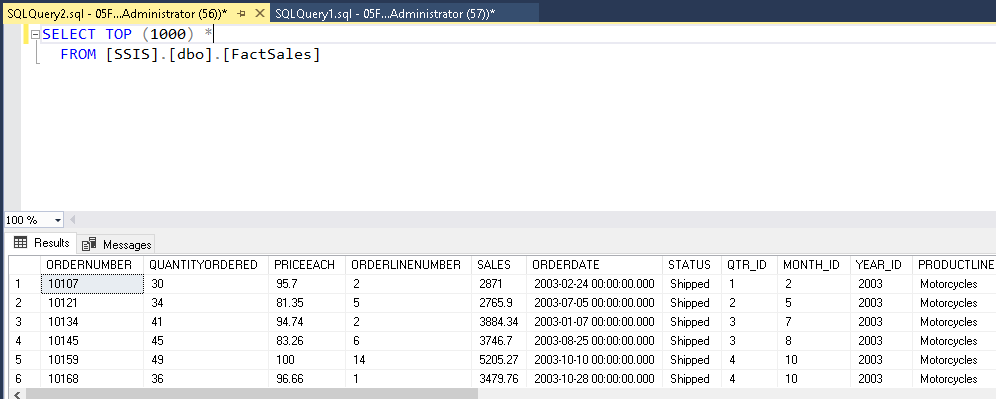 SQLQuery2.sql - 05F...Administrator (56))* SQLQuery1.sql - 05F...Administrator (57))*
SELECT TOP (1000) *
FROM [SSIS].[dbo].[FactSales]
100 %
Results Messages
ORDERNUMBER QUANTITYORDERED PRICEEACH ORDERLINENUMBER SALES ORDERDATE STATUS QTR_ID MONTH_ID YEAR_ID PRODUCTLINE
1 10107 30 95.7 2 2871 2003-02-24 00:00:00.000 Shipped 1 2 2003 Motorcycles
2 10121 34 81.35 5 2765.9 2003-07-05 00:00:00.000 Shipped 2 5 2003 Motorcycles
3 10134 41 94.74 2 3884.34 2003-01-07 00:00:00.000 Shipped 3 7 2003 Motorcycles
4 10145 45 83.26 6 3746.7 2003-08-25 00:00:00.000 Shipped 3 8 2003 Motorcycles
5 10159 49 100 14 5205.27 2003-10-10 00:00:00.000 Shipped 4 10 2003 Motorcycles
6 10168 36 96.66 1 3479.76 2003-10-28 00:00:00.000 Shipped 4 10 2003 Motorcycles